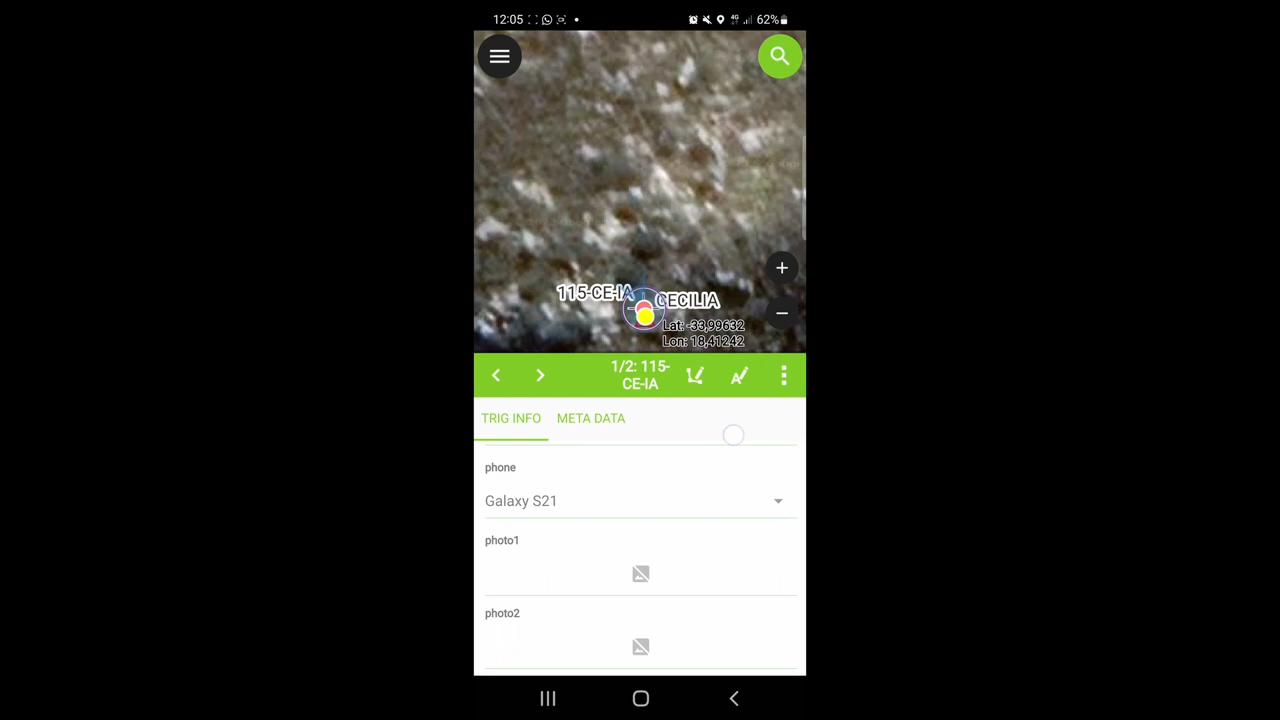 12:05
4G 62%
115-CE-IA
CECILIA
Lat: -33,99632
Lon: 18,41242
1/2: 115-
CE-IA
TRIG INFO META DATA
phone
Galaxy S21
photo1
photo2